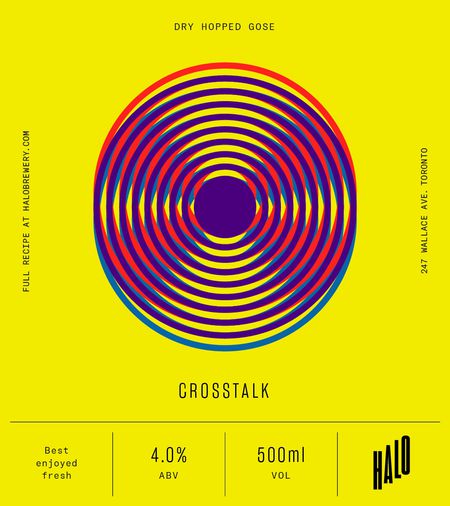 DRY HOPPED GOSE
FULL RECIPE AT HALOBREWERY.COM
247 WALLACE AVE. TORONTO
CROSSTALK
Best
enjoyed
fresh
4.0%
ABV
500ml
VOL
HALO